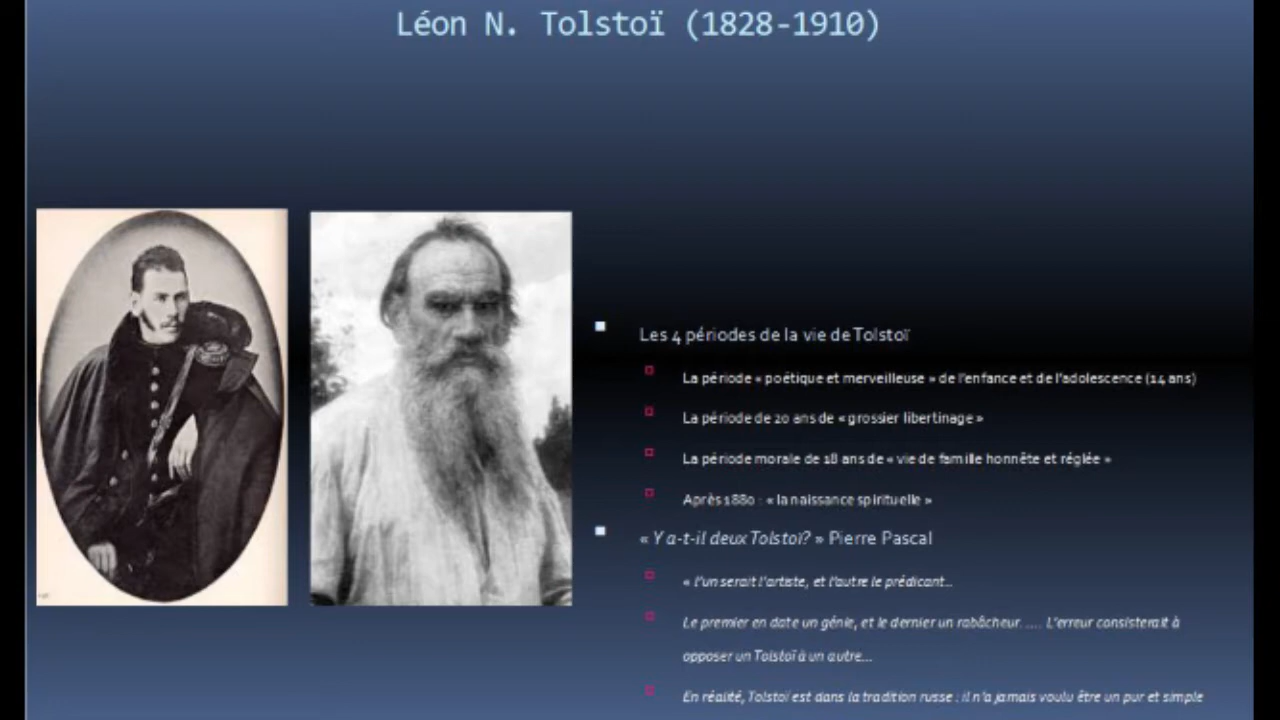 Léon N. Tolstoï (1828-1910)
Les 4 périodes de la vie de Tolstoï
La période « poétique et merveilleuse » de l'enfance et de l'adolescence (14 ans)
La période de 20 ans de « grossier libertinage »
La période morale de 18 ans de « vie de famille honnête et réglée »
Après 1880 : « la naissance spirituelle »
« Y a-t-il deux Tolstoï? » Pierre Pascal
« l'un serait l'artiste, et l'autre le prédicant...
Le premier en date un génie, et le dernier un rabâcheur. .... L'erreur consisterait à
opposer un Tolstoï à un autre...
En réalité, Tolstoï est dans la tradition russe : il n'a jamais voulu être un pur et simple